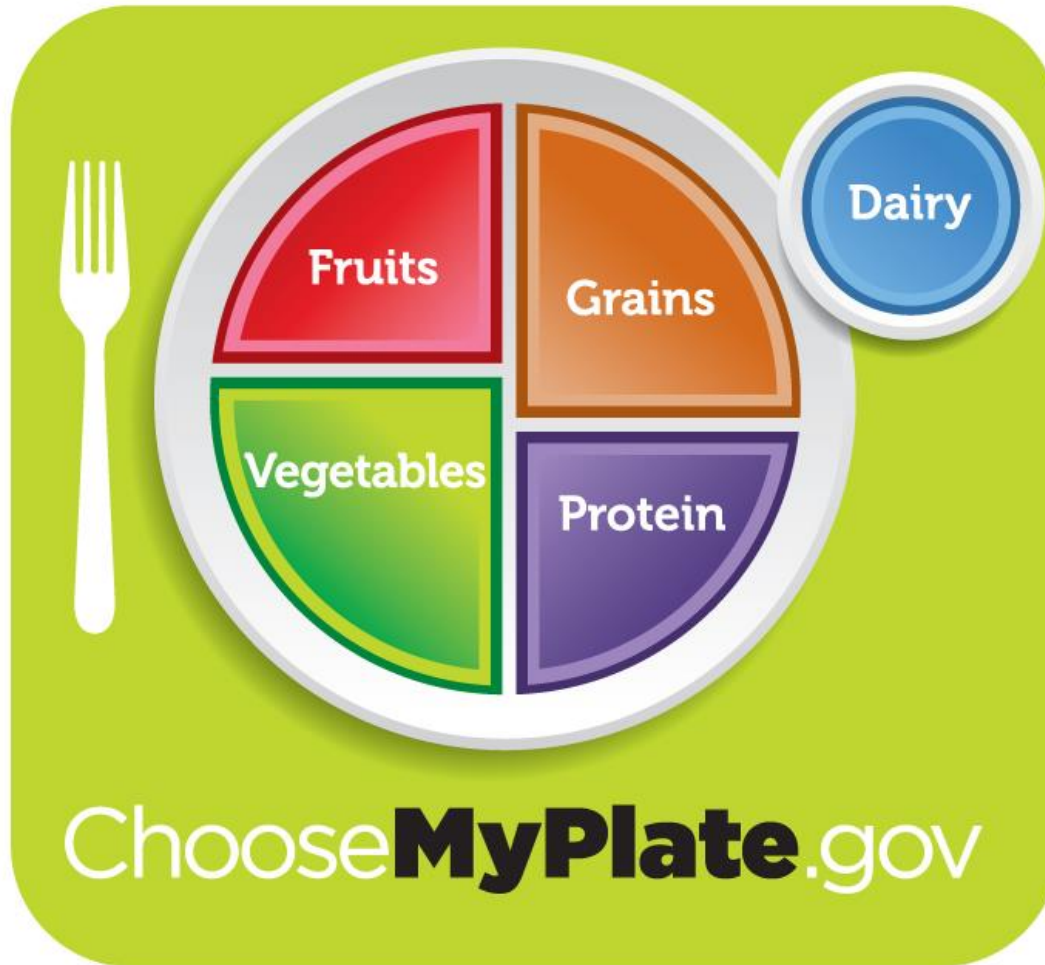 Fruits
Grains
Dairy
Vegetables
Protein
ChooseMyPlate.gov